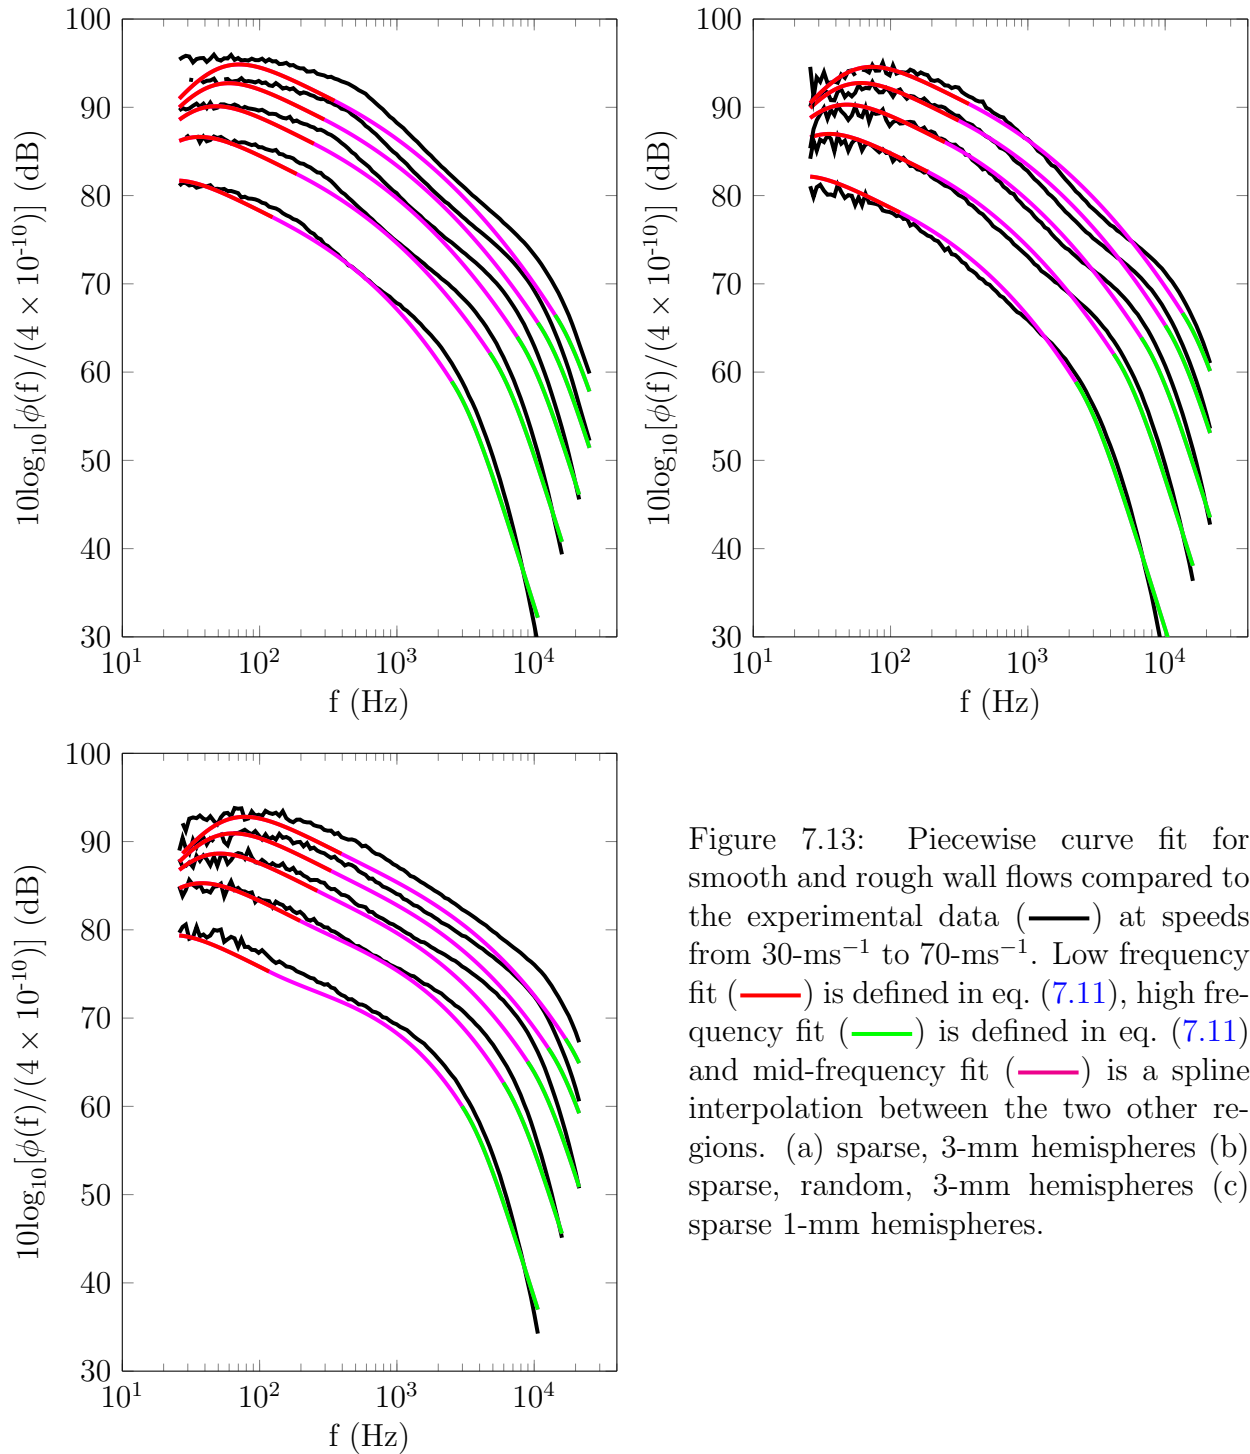 100
90
80
70
60
50
40
30
10¹ 10² 10³ 10⁴
f (Hz)
10log₁₀[ϕ(f)/(4 × 10⁻¹⁰)] (dB)
100
90
80
70
60
50
40
30
10¹ 10² 10³ 10⁴
f (Hz)
10log₁₀[ϕ(f)/(4 × 10⁻¹⁰)] (dB)
100
90
80
70
60
50
40
30
10¹ 10² 10³ 10⁴
f (Hz)
10log₁₀[ϕ(f)/(4 × 10⁻¹⁰)] (dB)
Figure 7.13: Piecewise curve fit for
smooth and rough wall flows compared to
the experimental data (——) at speeds
from 30-ms⁻¹ to 70-ms⁻¹. Low frequency
fit (——) is defined in eq. (7.11), high fre-
quency fit (——) is defined in eq. (7.11)
and mid-frequency fit (——) is a spline
interpolation between the two other re-
gions. (a) sparse, 3-mm hemispheres (b)
sparse, random, 3-mm hemispheres (c)
sparse 1-mm hemispheres.